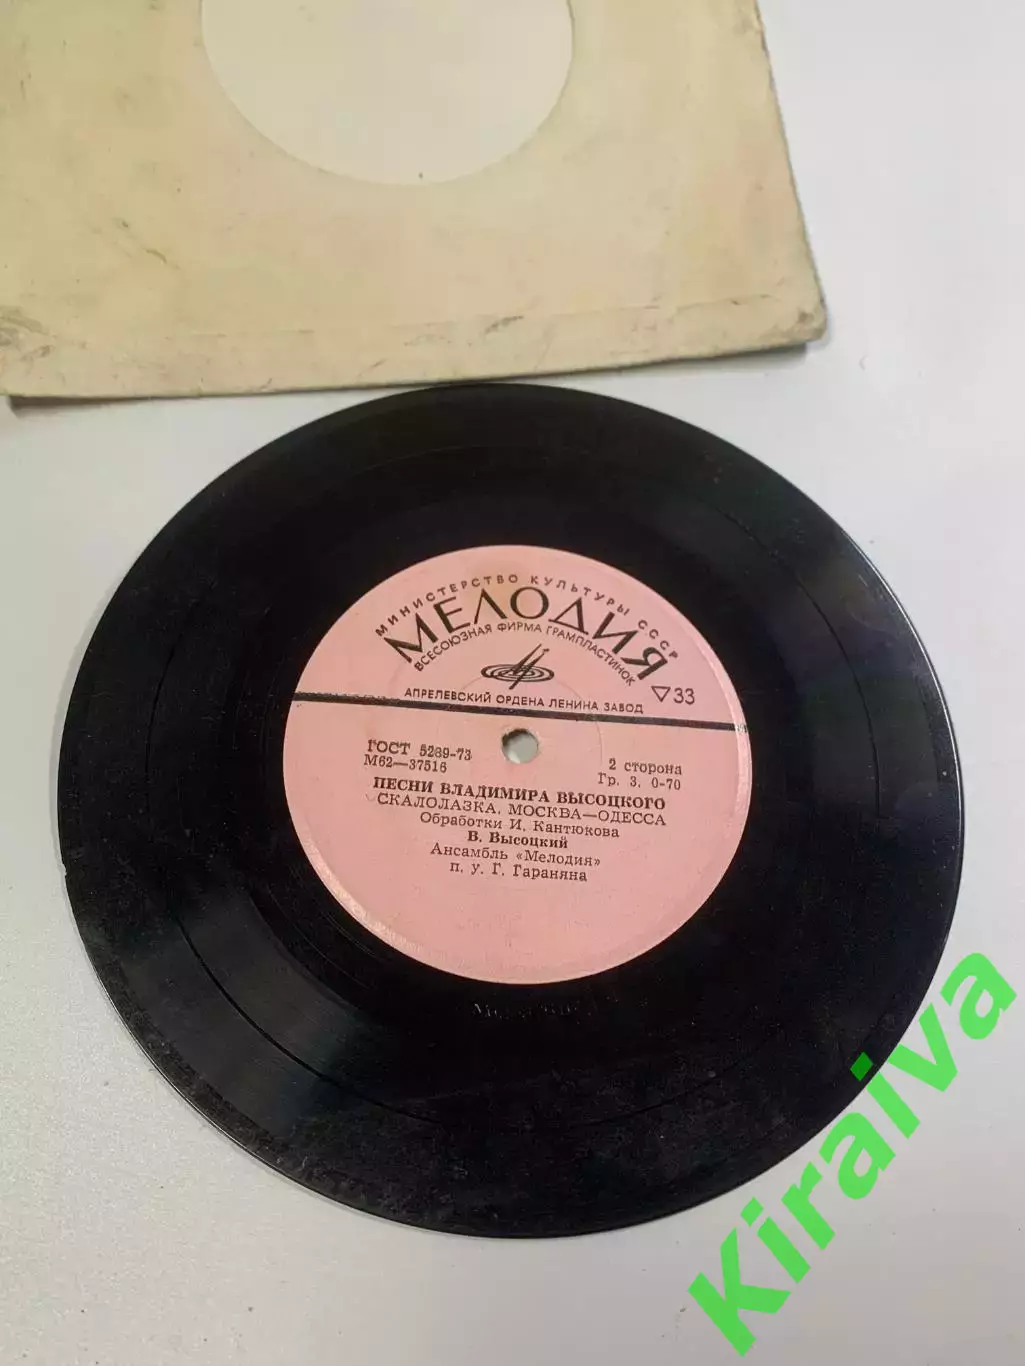 МИНИСТЕРСТВО КУЛЬТУРЫ СССР
МЕЛОДИЯ
ВСЕСОЮЗНАЯ ФИРМА ГРАМПЛАСТИНОК
▽33
АПРЕЛЕВСКИЙ ОРДЕНА ЛЕНИНА ЗАВОД
ГОСТ 5289-73
2 сторона
М62—37516
Гр. 3. 0-70
ПЕСНИ ВЛАДИМИРА ВЫСОЦКОГО
СКАЛОЛАЗКА, МОСКВА—ОДЕССА
Обработки И. Кантюкова
В. Высоцкий
Ансамбль «Мелодия»
п. у. Г. Гараняна
Kiraiva